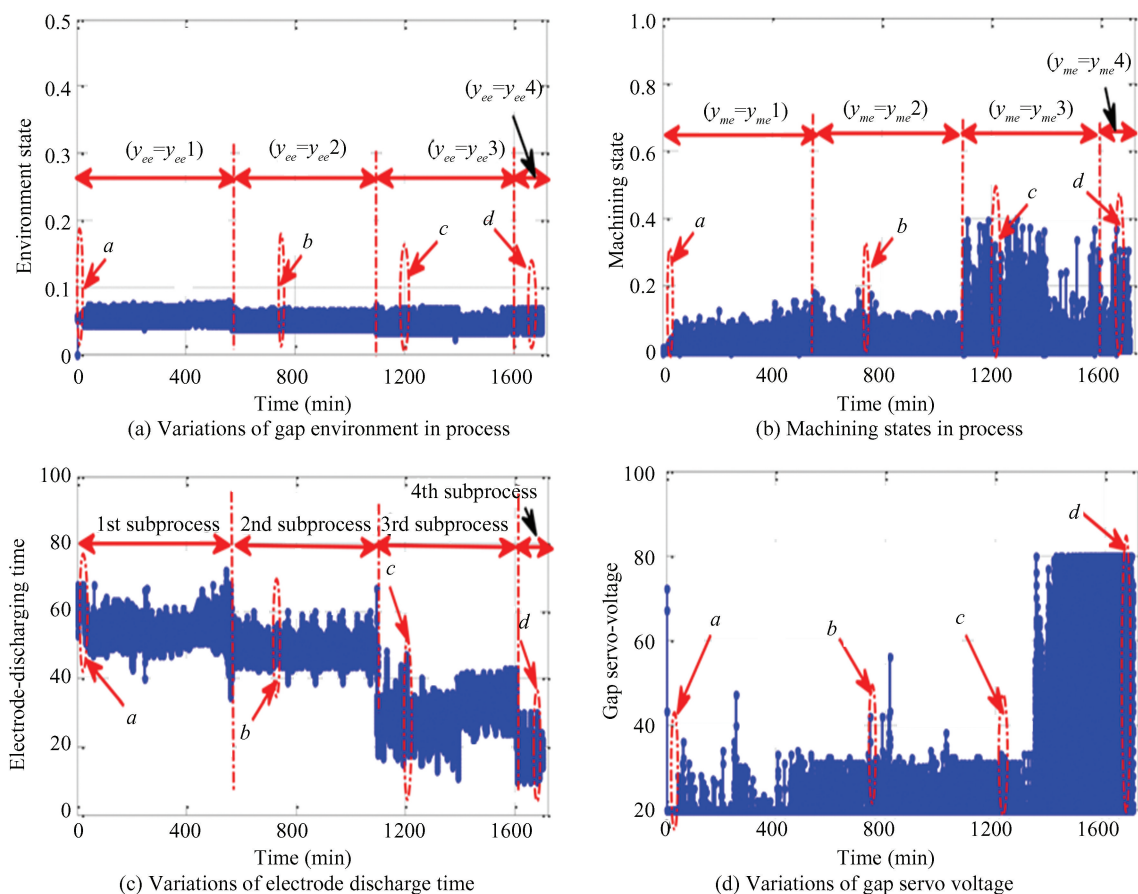 0.5
0.4
0.3
0.2
0.1
0
Environment state
(yee=yee1)
(yee=yee2)
(yee=yee3)
(yee=yee4)
a
b
c
d
0
400
800
1200
1600
Time (min)
(a) Variations of gap environment in process
1.0
0.8
0.6
0.4
0.2
0
Machining state
(yme=yme1)
(yme=yme2)
(yme=yme3)
(yme=yme4)
a
b
c
d
0
400
800
1200
1600
Time (min)
(b) Machining states in process
100
80
60
40
20
0
Electrode-discharging time
1st subprocess
2nd subprocess
3rd subprocess
4th subprocess
a
b
c
d
0
400
800
1200
1600
Time (min)
(c) Variations of electrode discharge time
100
80
60
40
20
Gap servo-voltage
a
b
c
d
0
400
800
1200
1600
Time (min)
(d) Variations of gap servo voltage